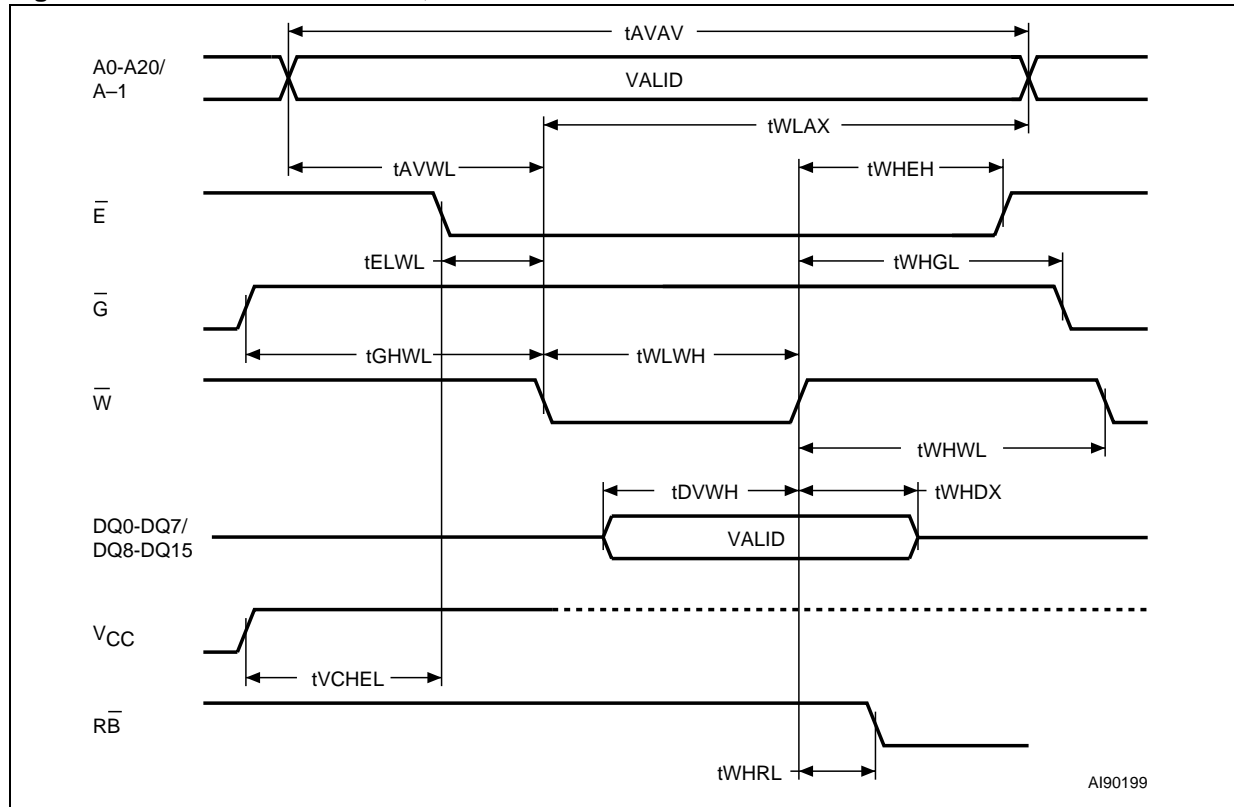 tAVAV
A0-A20/
A–1
VALID
tWLAX
tAVWL
tWHEH
E̅
tELWL
tWHGL
G̅
tGHWL
tWLWH
W̅
tWHWL
tDVWH
tWHDX
DQ0-DQ7/
DQ8-DQ15
VALID
VCC
tVCHEL
RB̅
tWHRL
AI90199